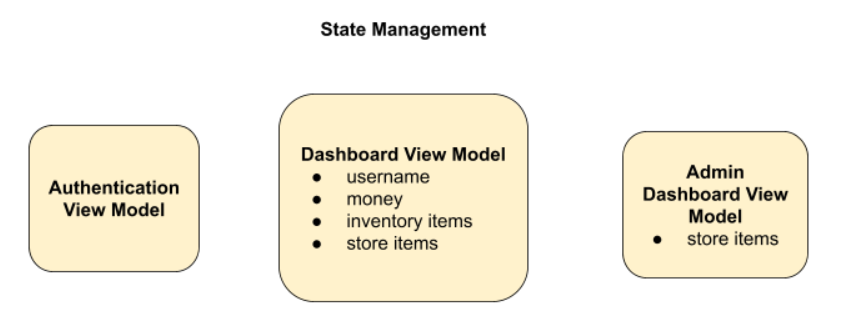 State Management
Authentication
View Model
Dashboard View Model
● username
● money
● inventory items
● store items
Admin
Dashboard View
Model
● store items